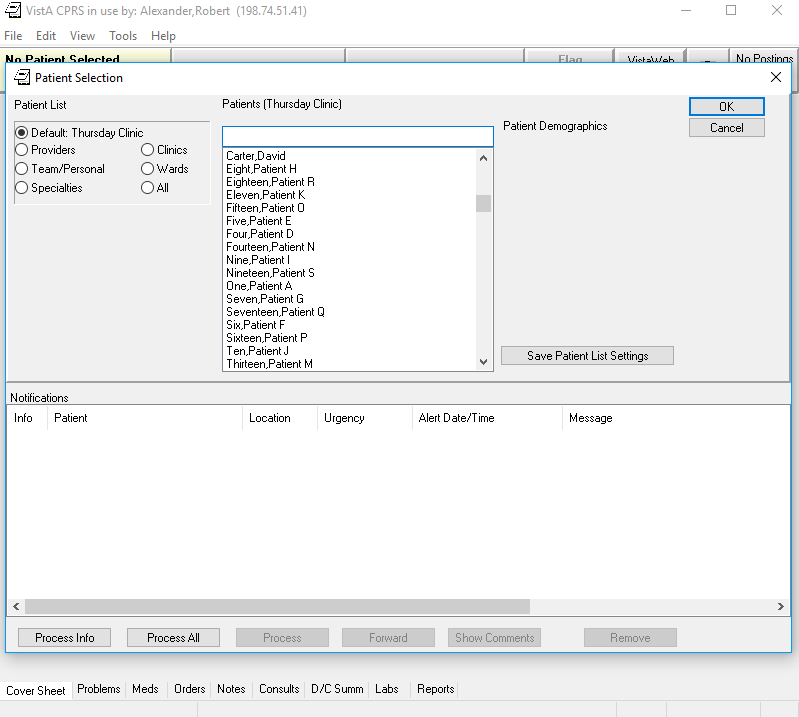 VistA CPRS in use by: Alexander,Robert (198.74.51.41)
File Edit View Tools Help
No Patient Selected Flag VistaWeb No Postings
Patient Selection
Patient List
Default: Thursday Clinic
Providers Clinics
Team/Personal Wards
Specialties All
Patients (Thursday Clinic)
Carter,David
Eight,Patient H
Eighteen,Patient R
Eleven,Patient K
Fifteen,Patient O
Five,Patient E
Four,Patient D
Fourteen,Patient N
Nine,Patient I
Nineteen,Patient S
One,Patient A
Seven,Patient G
Seventeen,Patient Q
Six,Patient F
Sixteen,Patient P
Ten,Patient J
Thirteen,Patient M
Patient Demographics
OK
Cancel
Save Patient List Settings
Notifications
Info Patient Location Urgency Alert Date/Time Message
Process Info Process All Process Forward Show Comments Remove
Cover Sheet Problems Meds Orders Notes Consults D/C Summ Labs Reports